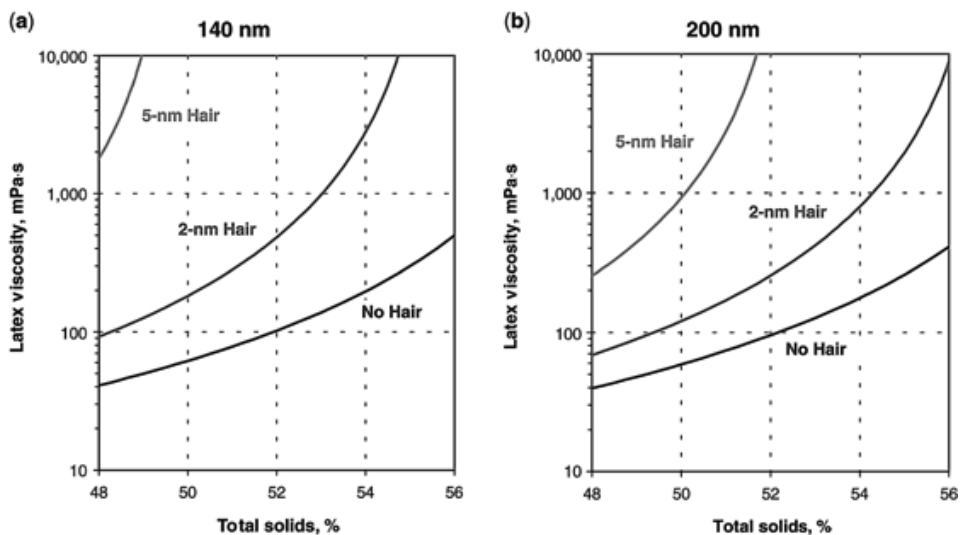 (a)
140 nm
10,000
1,000
100
10
Latex viscosity, mPa·s
5-nm Hair
2-nm Hair
No Hair
48
50
52
54
56
Total solids, %
(b)
200 nm
10,000
1,000
100
10
Latex viscosity, mPa·s
5-nm Hair
2-nm Hair
No Hair
48
50
52
54
56
Total solids, %